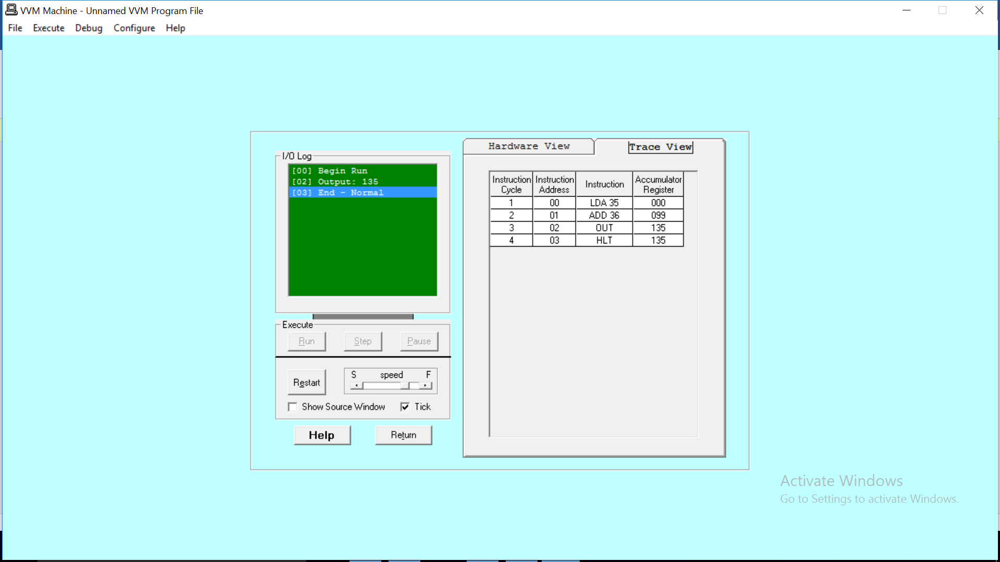 VVM Machine - Unnamed VVM Program File
File Execute Debug Configure Help
I/O Log
[00] Begin Run
[02] Output: 135
[03] End - Normal
Execute
Run Step Pause
Restart
S speed F
Show Source Window Tick
Help Return
Hardware View Trace View
Instruction Cycle Instruction Address Instruction Accumulator Register
1 00 LDA 35 000
2 01 ADD 36 099
3 02 OUT 135
4 03 HLT 135
Activate Windows
Go to Settings to activate Windows.